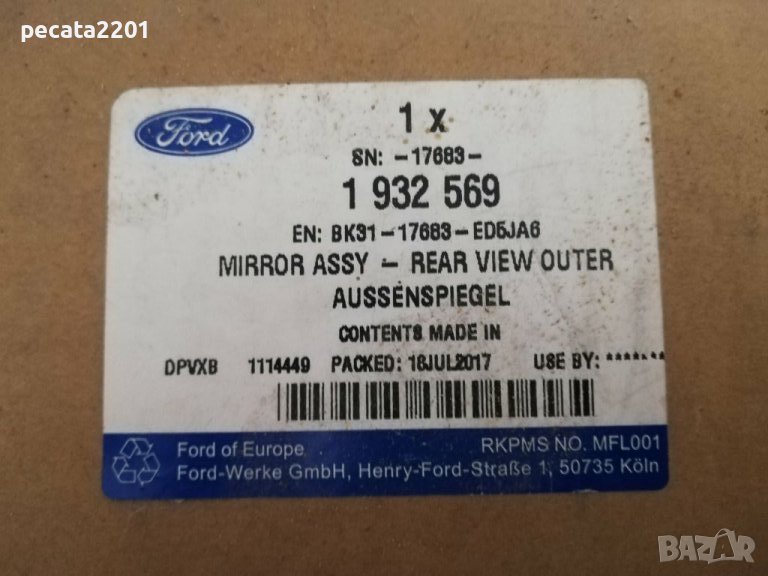 pecata2201
Ford
1 x
SN: -17683-
1 932 569
EN: BK31-17683-ED5JA6
MIRROR ASSY - REAR VIEW OUTER
AUSSENSPIEGEL
CONTENTS MADE IN
DPVXB 1114449 PACKED: 16JUL2017 USE BY: *******
Ford of Europe RKPMS NO. MFL001
Ford-Werke GmbH, Henry-Ford-Straße 1, 50735 Köln
BAZAR